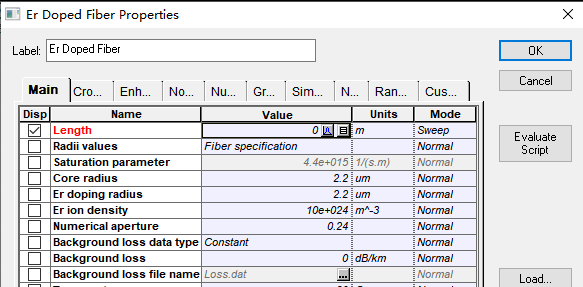 Er Doped Fiber Properties
Label: Er Doped Fiber
OK
Cancel
Evaluate Script
Load...
Main Cro... Enh... No... Nu... Gr... Sim... N... Ran... Cus...
Disp Name Value Units Mode
Length 0 m Sweep
Radii values Fiber specification Normal
Saturation parameter 4.4e+015 1/(s.m) Normal
Core radius 2.2 um Normal
Er doping radius 2.2 um Normal
Er ion density 10e+024 m^-3 Normal
Numerical aperture 0.24 Normal
Background loss data type Constant Normal
Background loss 0 dB/km Normal
Background loss file name Loss.dat ... Normal